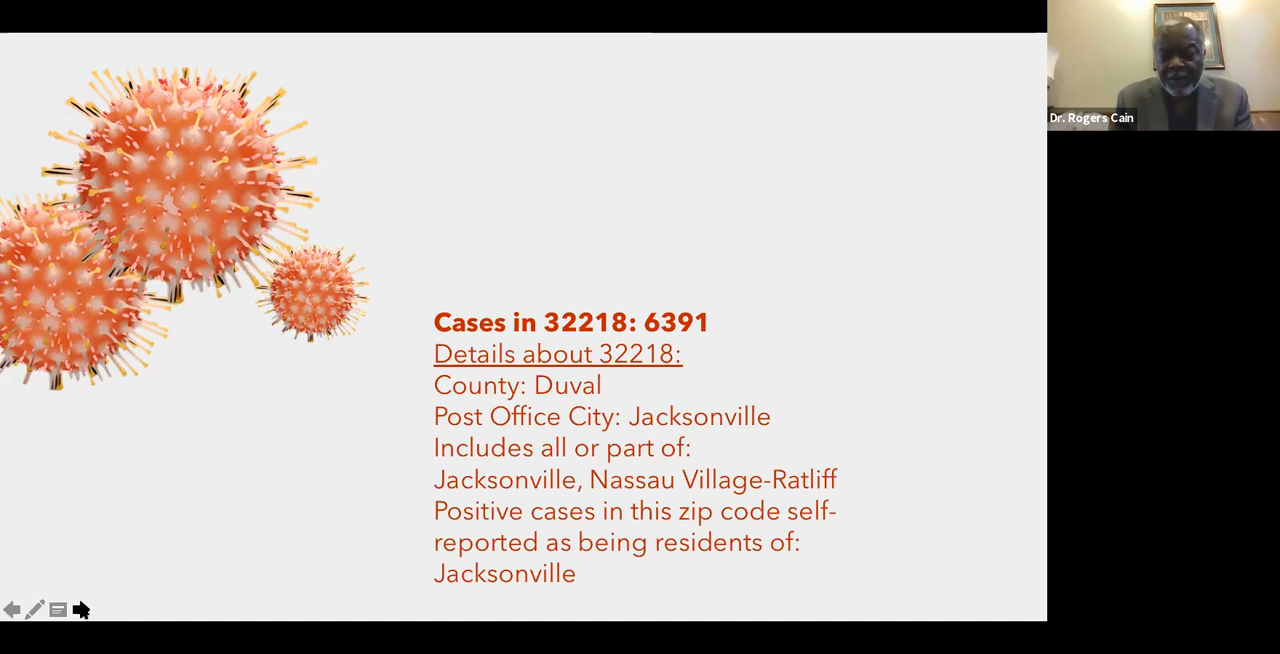 Cases in 32218: 6391
Details about 32218:
County: Duval
Post Office City: Jacksonville
Includes all or part of:
Jacksonville, Nassau Village-Ratliff
Positive cases in this zip code self-
reported as being residents of:
Jacksonville
Dr. Rogers Cain